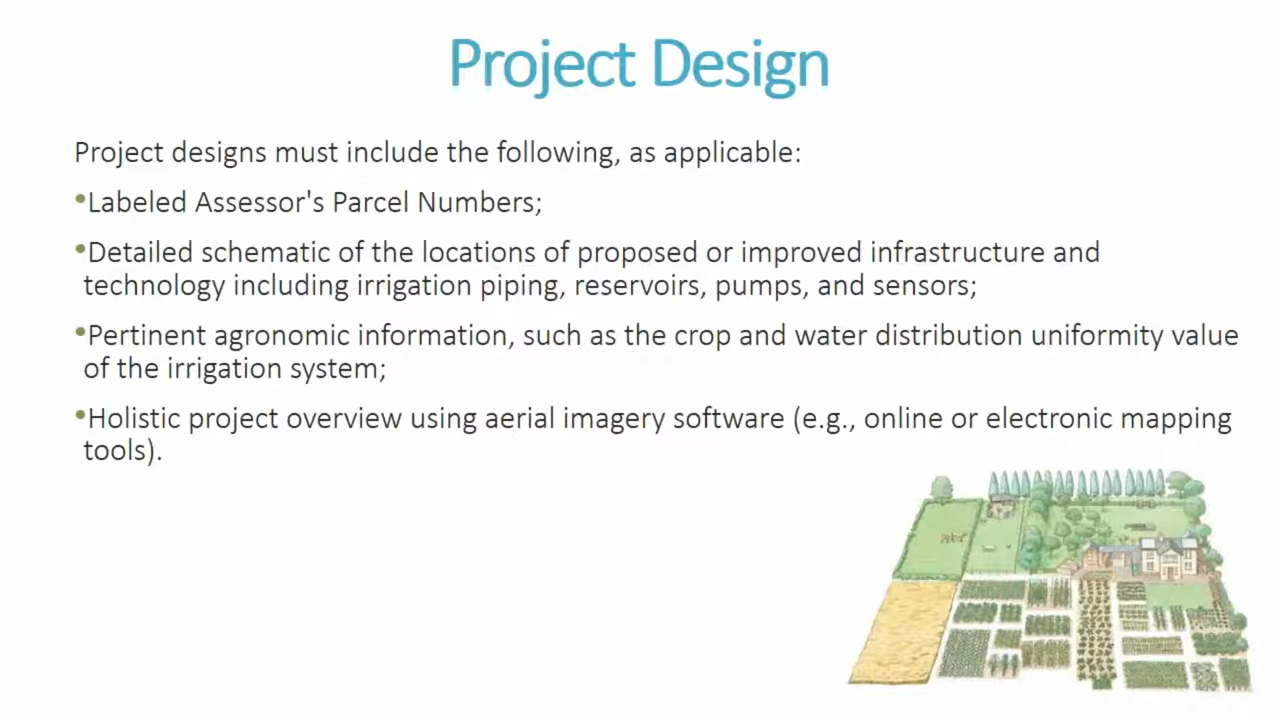 Project Design
Project designs must include the following, as applicable:
•Labeled Assessor's Parcel Numbers;
•Detailed schematic of the locations of proposed or improved infrastructure and
technology including irrigation piping, reservoirs, pumps, and sensors;
•Pertinent agronomic information, such as the crop and water distribution uniformity value
of the irrigation system;
•Holistic project overview using aerial imagery software (e.g., online or electronic mapping
tools).